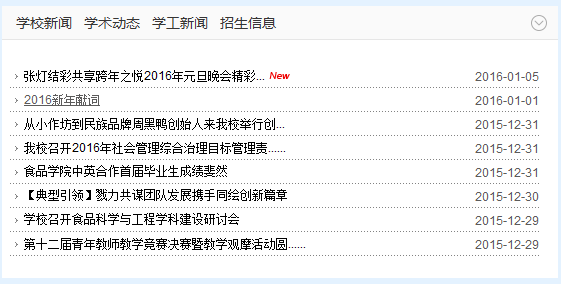 学校新闻 学术动态 学工新闻 招生信息
张灯结彩共享跨年之悦2016年元旦晚会精彩... New 2016-01-05
2016新年献词 2016-01-01
从小作坊到民族品牌周黑鸭创始人来我校举行创... 2015-12-31
我校召开2016年社会管理综合治理目标管理责...... 2015-12-31
食品学院中英合作首届毕业生成绩斐然 2015-12-31
【典型引领】戮力共谋团队发展携手同绘创新篇章 2015-12-30
学校召开食品科学与工程学科建设研讨会 2015-12-29
第十二届青年教师教学竞赛决赛暨教学观摩活动圆...... 2015-12-29